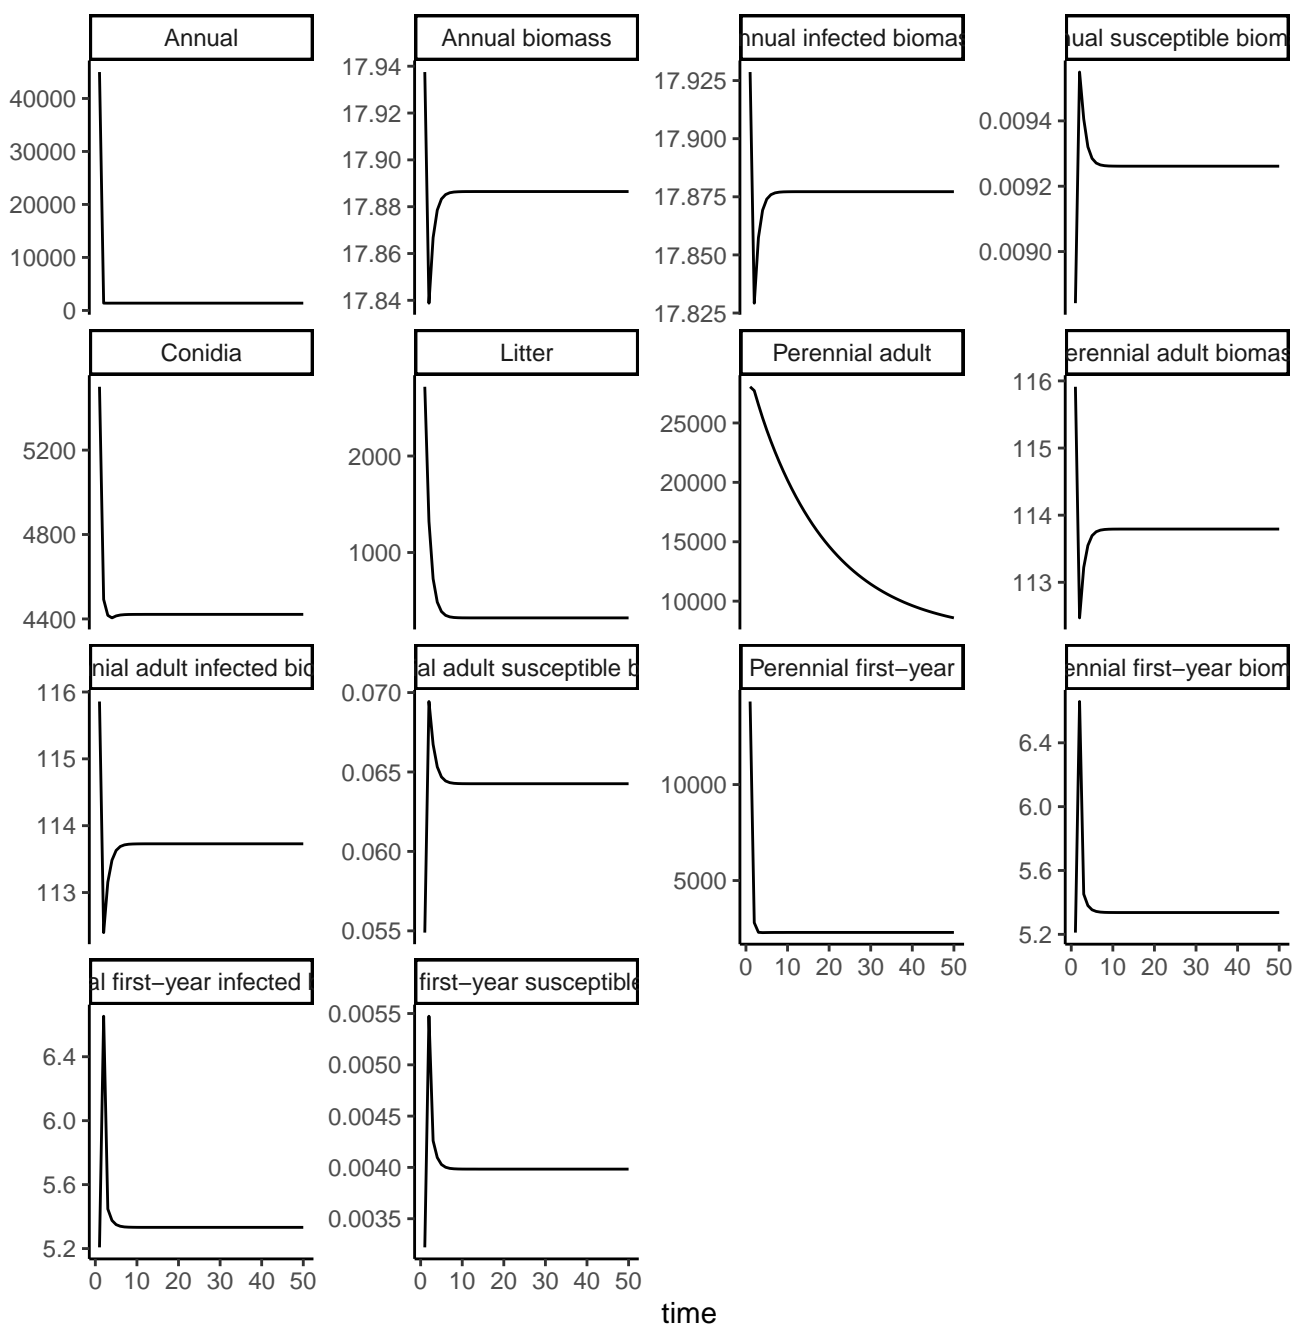 Annual
Annual biomass
nnual infected biomas
ual susceptible biom
40000
30000
20000
10000
0
17.94
17.92
17.90
17.88
17.86
17.84
17.925
17.900
17.875
17.850
17.825
0.0094
0.0092
0.0090
Conidia
Litter
Perennial adult
erennial adult biomas
5200
4800
4400
2000
1000
25000
20000
15000
10000
116
115
114
113
nial adult infected bio
al adult susceptible b
Perennial first−year
ennial first−year biom
116
115
114
113
0.070
0.065
0.060
0.055
10000
5000
0 10 20 30 40 50
6.4
6.0
5.6
5.2
0 10 20 30 40 50
al first−year infected
first−year susceptible
6.4
6.0
5.6
5.2
0 10 20 30 40 50
0.0055
0.0050
0.0045
0.0040
0.0035
0 10 20 30 40 50
time